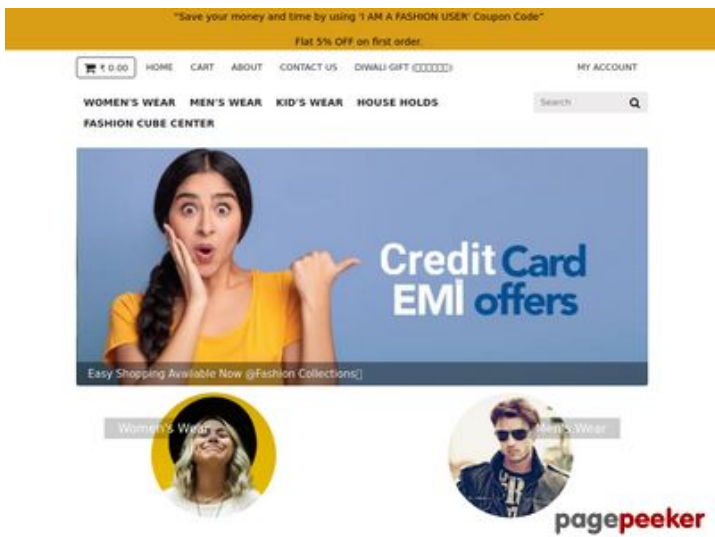 "Save your money and time by using 'I AM A FASHION USER' Coupon Code"
Flat 5% OFF on first order.
₹ 0.00 HOME CART ABOUT CONTACT US DIWALI GIFT (▯▯▯▯▯▯) MY ACCOUNT
WOMEN'S WEAR MEN'S WEAR KID'S WEAR HOUSE HOLDS Search
FASHION CUBE CENTER
Credit Card
EMI offers
Easy Shopping Available Now @Fashion Collections▯
Women's Wear Men's Wear
pagepeeker